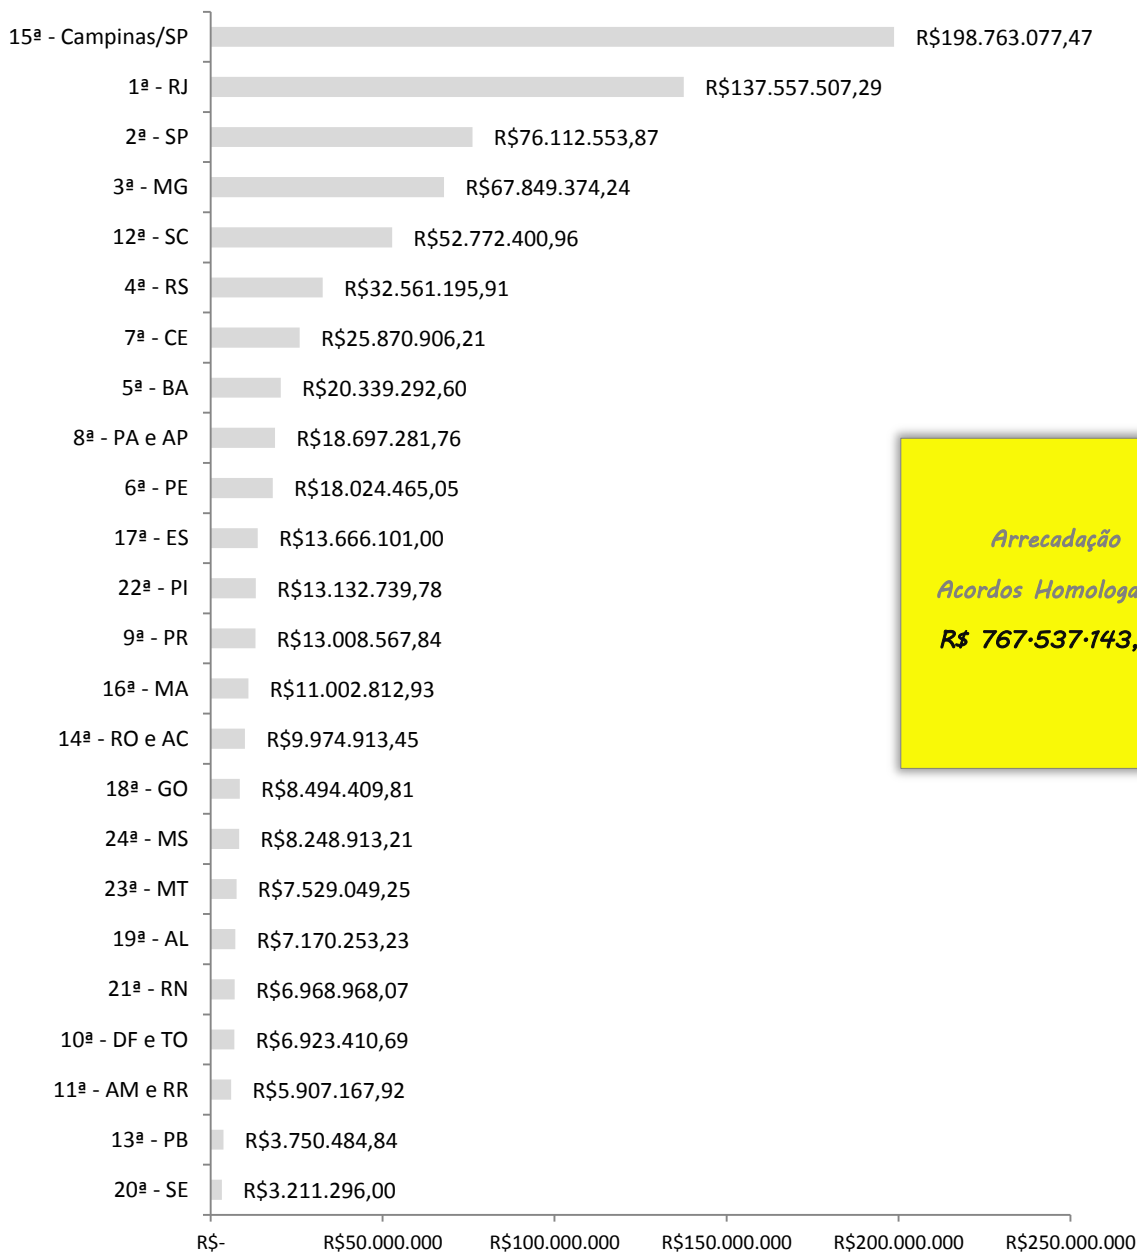 15ª - Campinas/SP R$198.763.077,47
1ª - RJ R$137.557.507,29
2ª - SP R$76.112.553,87
3ª - MG R$67.849.374,24
12ª - SC R$52.772.400,96
4ª - RS R$32.561.195,91
7ª - CE R$25.870.906,21
5ª - BA R$20.339.292,60
8ª - PA e AP R$18.697.281,76
6ª - PE R$18.024.465,05
17ª - ES R$13.666.101,00
22ª - PI R$13.132.739,78
9ª - PR R$13.008.567,84
16ª - MA R$11.002.812,93
14ª - RO e AC R$9.974.913,45
18ª - GO R$8.494.409,81
24ª - MS R$8.248.913,21
23ª - MT R$7.529.049,25
19ª - AL R$7.170.253,23
21ª - RN R$6.968.968,07
10ª - DF e TO R$6.923.410,69
11ª - AM e RR R$5.907.167,92
13ª - PB R$3.750.484,84
20ª - SE R$3.211.296,00
R$- R$50.000.000 R$100.000.000 R$150.000.000 R$200.000.000 R$250.000.000
Arrecadação
Acordos
R$ 767.537.143,